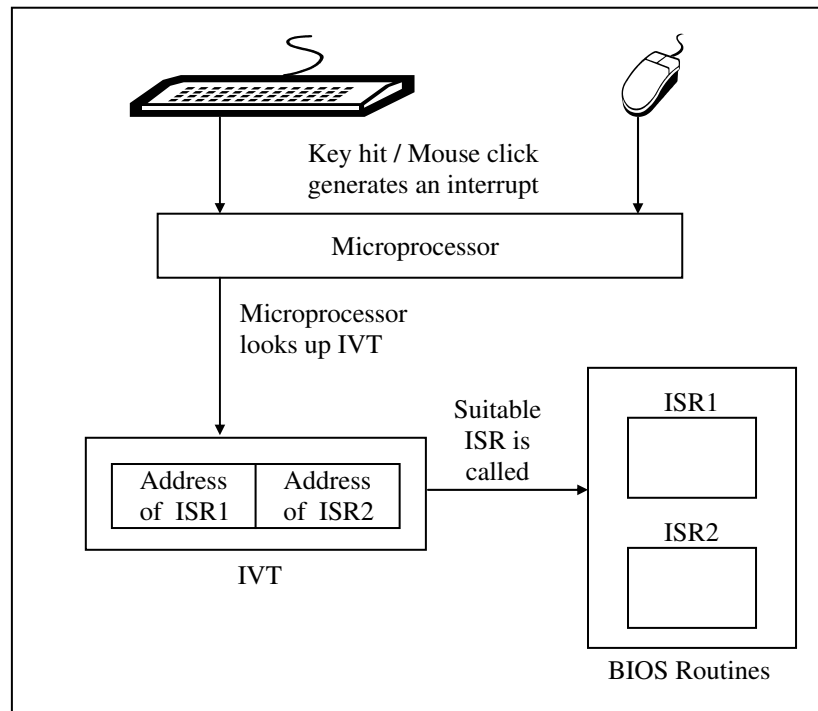 Key hit / Mouse click
generates an interrupt
Microprocessor
Microprocessor
looks up IVT
Suitable
ISR is
called
Address
of ISR1
Address
of ISR2
IVT
ISR1
ISR2
BIOS Routines